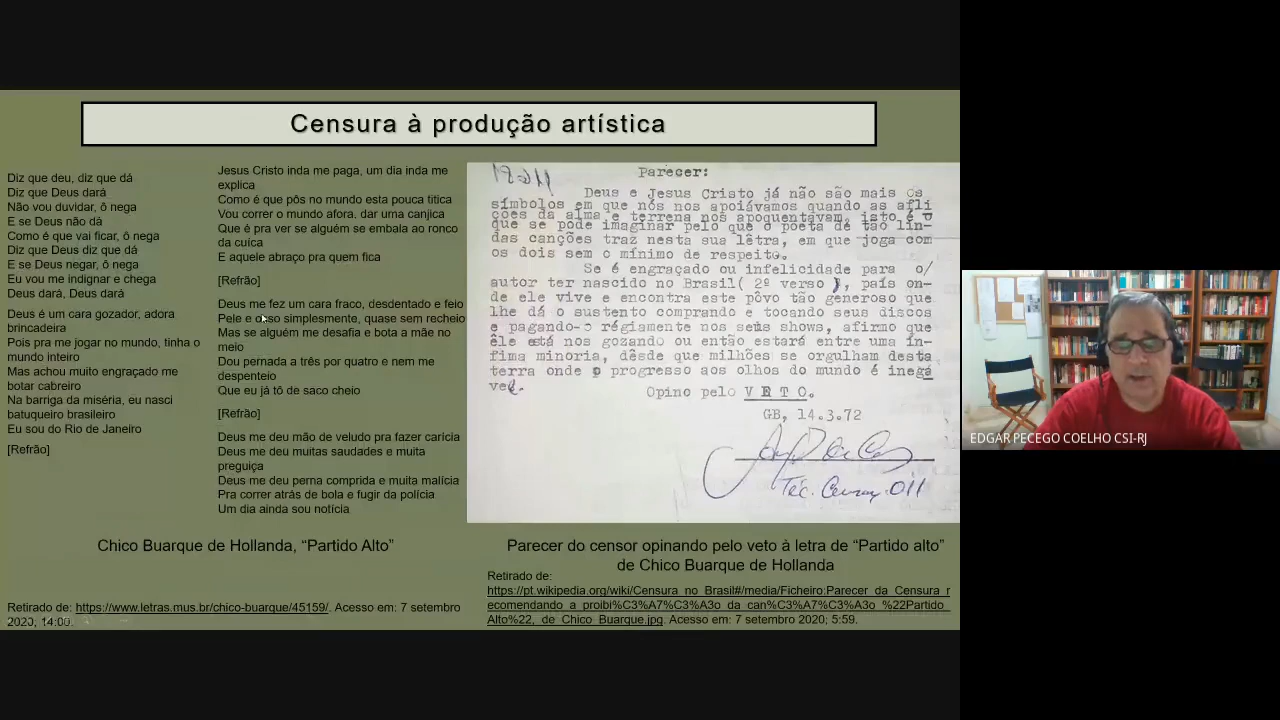 Censura à produção artística
Diz que deu, diz que dá
Diz que Deus dará
Não vou duvidar, ô nega
E se Deus não dá
Como é que vai ficar, ô nega
Diz que Deus diz que dá
E se Deus negar, ô nega
Eu vou me indignar e chega
Deus dará, Deus dará
Deus é um cara gozador, adora
brincadeira
Pois pra me jogar no mundo, tinha o
mundo inteiro
Mas achou muito engraçado me
botar cabreiro
Na barriga da miséria, eu nasci
batuqueiro brasileiro
Eu sou do Rio de Janeiro
[Refrão]
Jesus Cristo inda me paga, um dia inda me
explica
Como é que pôs no mundo esta pouca titica
Vou correr o mundo afora, dar uma canjica
Que é pra ver se alguém se embala ao ronco
da cuíca
E aquele abraço pra quem fica
[Refrão]
Deus me fez um cara fraco, desdentado e feio
Pele e osso simplesmente, quase sem recheio
Mas se alguém me desafia e bota a mãe no
meio
Dou pernada a três por quatro e nem me
despenteio
Que eu já tô de saco cheio
[Refrão]
Deus me deu mão de veludo pra fazer carícia
Deus me deu muitas saudades e muita
preguiça
Deus me deu perna comprida e muita malícia
Pra correr atrás de bola e fugir da polícia
Um dia ainda sou notícia
Chico Buarque de Hollanda, “Partido Alto”
Retirado de: https://www.letras.mus.br/chico-buarque/45159/. Acesso em: 7 setembro
2020, 14:00.
Parecer:
Deus e Jesus Cristo já não são mais os
símbolos em que nós nos apoiávamos quando as afli
ções da alma e terrena nos apoquentavam, isto é o
que se pode imaginar pelo que o poeta de tão lin-
das canções traz nesta sua lêtra, em que joga com
os dois sem o mínimo de respeito.
Se é engraçado ou infelicidade para o/
autor ter nascido no Brasil( 2º verso ), país on-
de ele vive e encontra este pôvo tão generoso que
lhe dá o sustento comprando e tocando seus discos
e pagando-o régiamente nos seus shows, afirmo que
êle está nos gozando ou então estará entre uma ín-
fima minoria, dêsde que milhões se orgulham desta
terra onde o progresso aos olhos do mundo é inegá
vel.
Opino pelo VETO.
GB, 14.3.72
Parecer do censor opinando pelo veto à letra de “Partido alto”
de Chico Buarque de Hollanda
Retirado de:
https://pt.wikipedia.org/wiki/Censura_no_Brasil#/media/Ficheiro:Parecer_da_Censura_r
ecomendando_a_proibi%C3%A7%C3%A3o_da_can%C3%A7%C3%A3o_%22Partido_
Alto%22,_de_Chico_Buarque.jpg. Acesso em: 7 setembro 2020; 5:59.
EDGAR PECEGO COELHO CSI-RJ